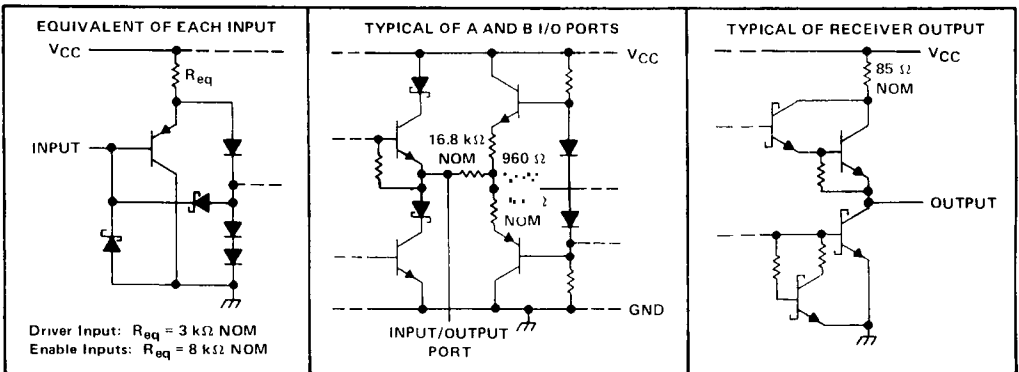 EQUIVALENT OF EACH INPUT
VCC
Req
INPUT
Driver Input: Req = 3 kΩ NOM
Enable Inputs: Req = 8 kΩ NOM
TYPICAL OF A AND B I/O PORTS
VCC
16.8 kΩ
NOM
960 Ω
NOM
GND
INPUT/OUTPUT
PORT
TYPICAL OF RECEIVER OUTPUT
VCC
85 Ω
NOM
OUTPUT